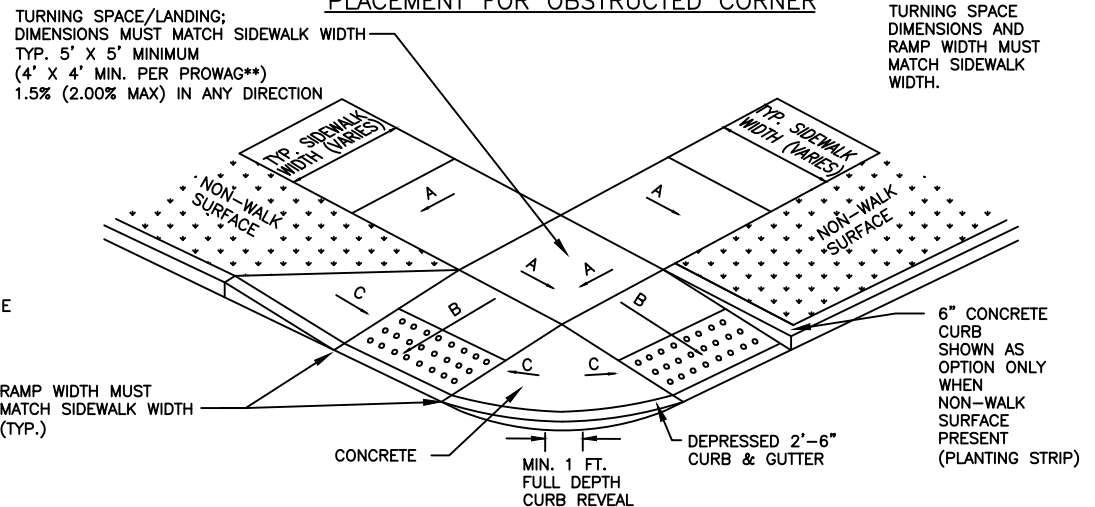 PLACEMENT FOR OBSTRUCTED CORNER
TURNING SPACE/LANDING;
DIMENSIONS MUST MATCH SIDEWALK WIDTH
TYP. 5' X 5' MINIMUM
(4' X 4' MIN. PER PROWAG**)
1.5% (2.00% MAX) IN ANY DIRECTION
TURNING SPACE
DIMENSIONS AND
RAMP WIDTH MUST
MATCH SIDEWALK
WIDTH.
TYP. SIDEWALK
WIDTH (VARIES)
TYP. SIDEWALK
WIDTH (VARIES)
NON-WALK
SURFACE
NON-WALK
SURFACE
A
A
A
A
C
B
B
C
C
E
6" CONCRETE
CURB
SHOWN AS
OPTION ONLY
WHEN
NON-WALK
SURFACE
PRESENT
(PLANTING STRIP)
RAMP WIDTH MUST
MATCH SIDEWALK WIDTH
(TYP.)
CONCRETE
MIN. 1 FT.
FULL DEPTH
CURB REVEAL
DEPRESSED 2'-6"
CURB & GUTTER